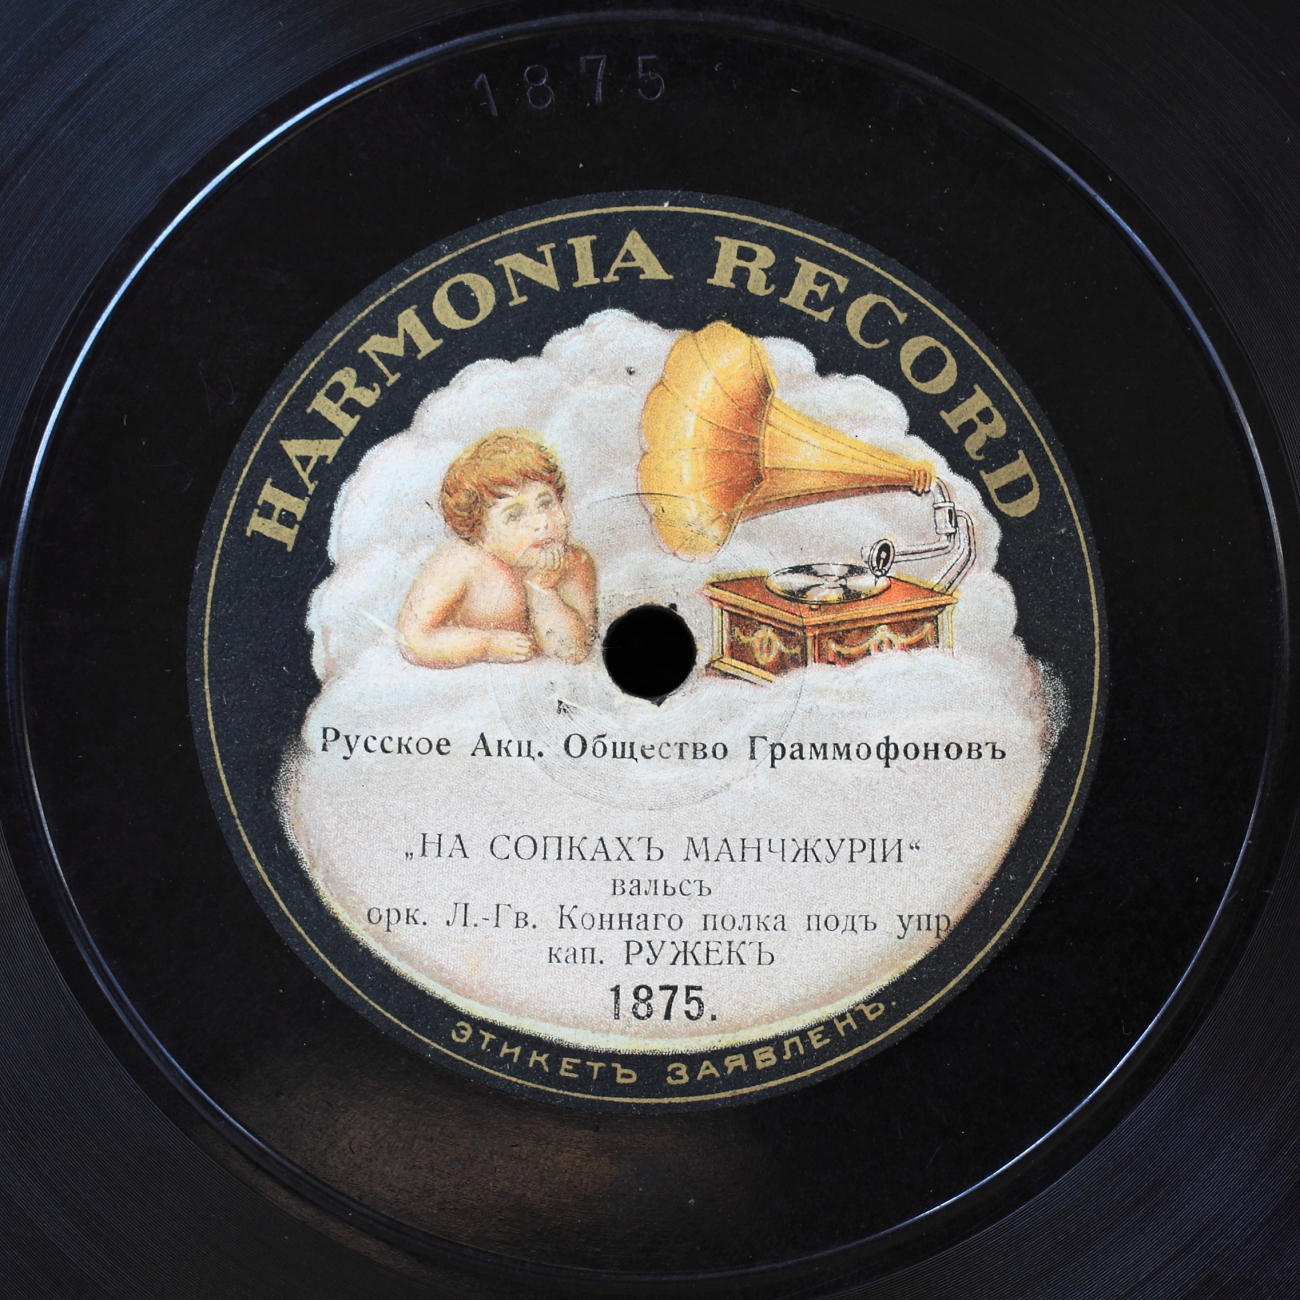 1875
HARMONIA RECORD
Русское Акц. Общество Граммофоновъ
„НА СОПКАХЪ МАНЧЖУРІИ“
вальсъ
орк. Л.-Гв. Коннаго полка подъ упр.
кап. РУЖЕКЪ
1875.
ЭТИКЕТЪ ЗАЯВЛЕНЪ.